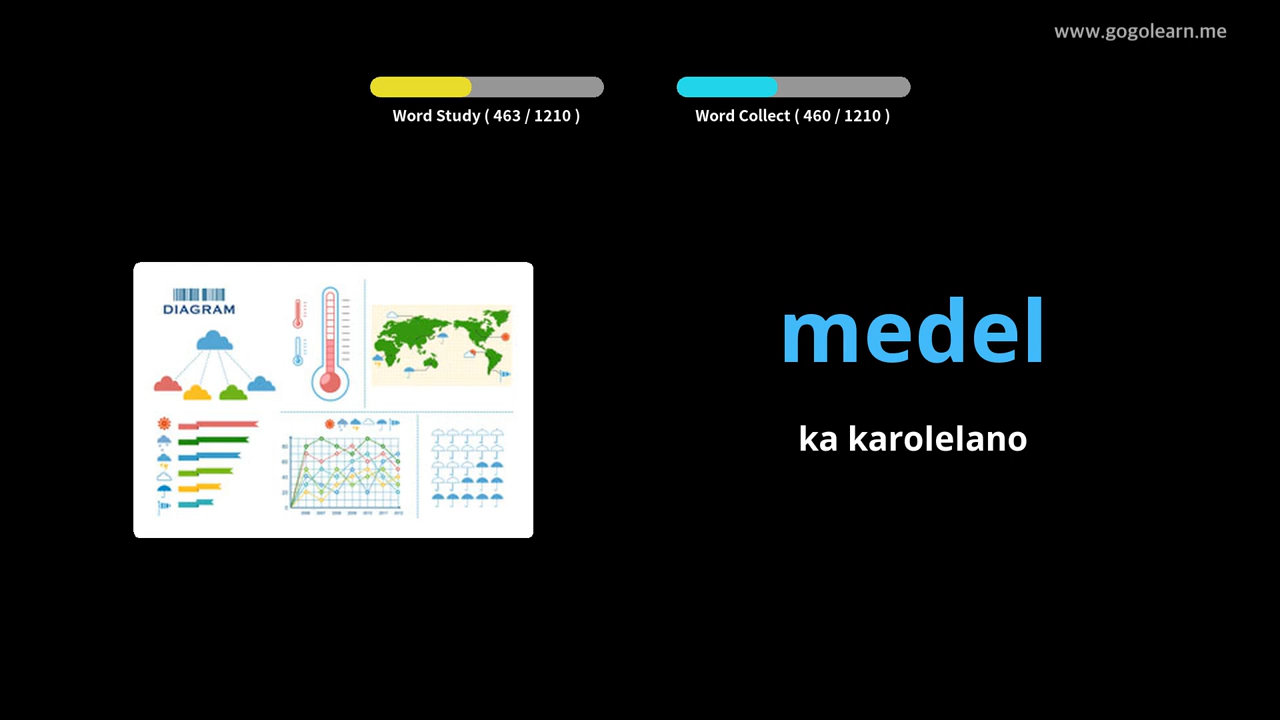 www.gogolearn.me
Word Study ( 463 / 1210 )
Word Collect ( 460 / 1210 )
DIAGRAM
medel
ka karolelano